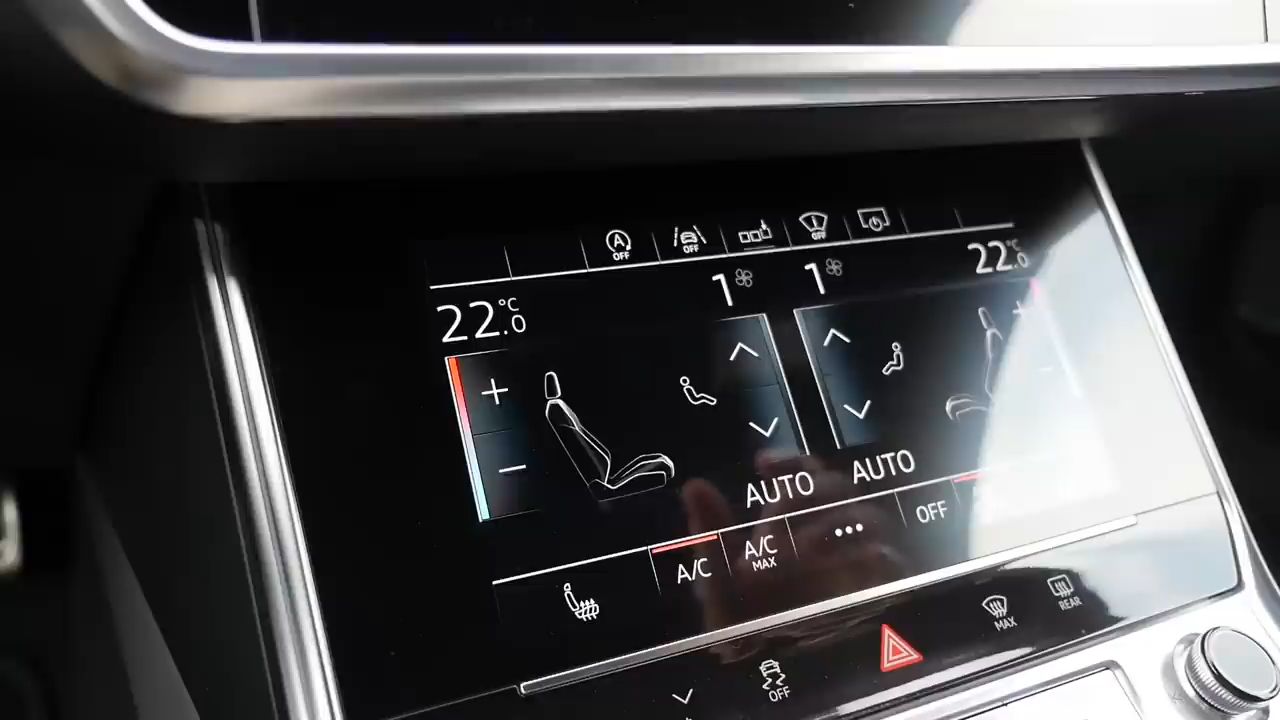 A
OFF
OFF
OFF
22.0 °C
1
1
22.0 °C
+
+
−
−
AUTO
AUTO
A/C
A/C
MAX
•••
OFF
MAX
REAR
OFF